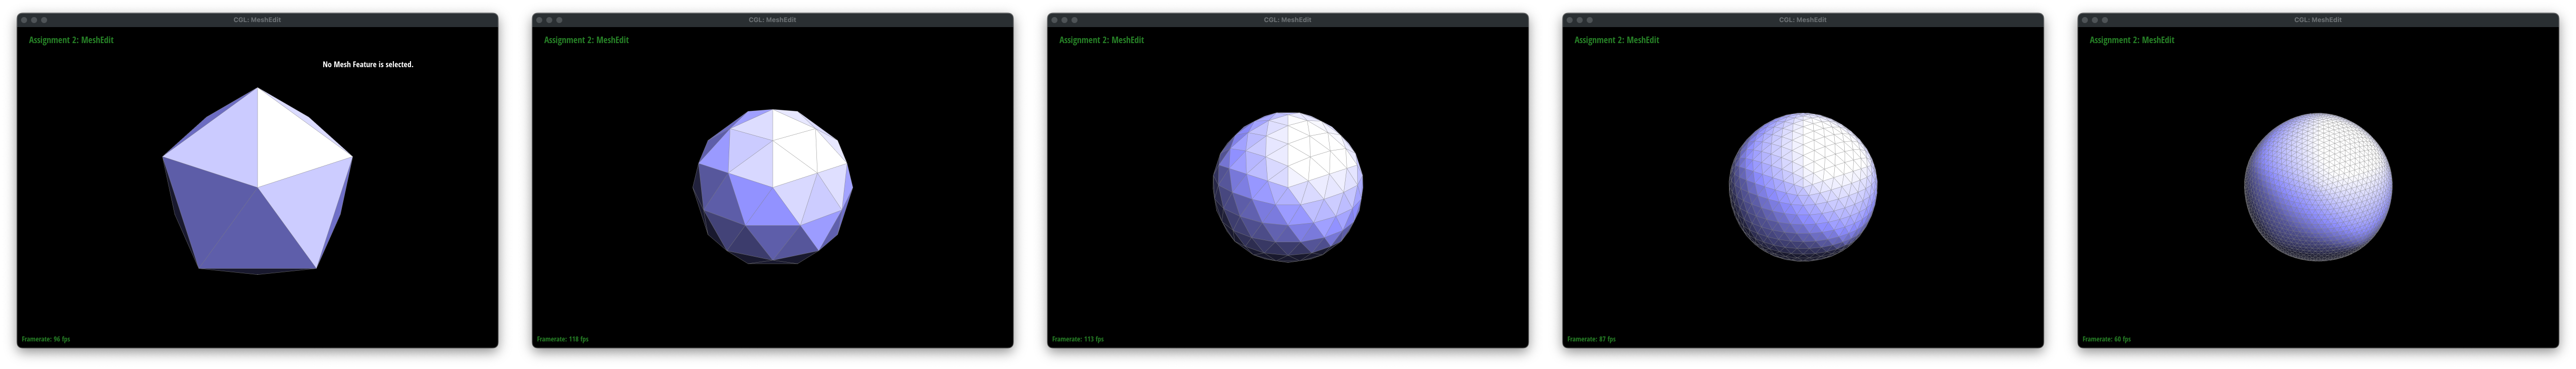 CGL: MeshEdit
Assignment 2: MeshEdit
No Mesh Feature is selected.
Framerate: 96 fps
CGL: MeshEdit
Assignment 2: MeshEdit
Framerate: 118 fps
CGL: MeshEdit
Assignment 2: MeshEdit
Framerate: 113 fps
CGL: MeshEdit
Assignment 2: MeshEdit
Framerate: 87 fps
CGL: MeshEdit
Assignment 2: MeshEdit
Framerate: 60 fps